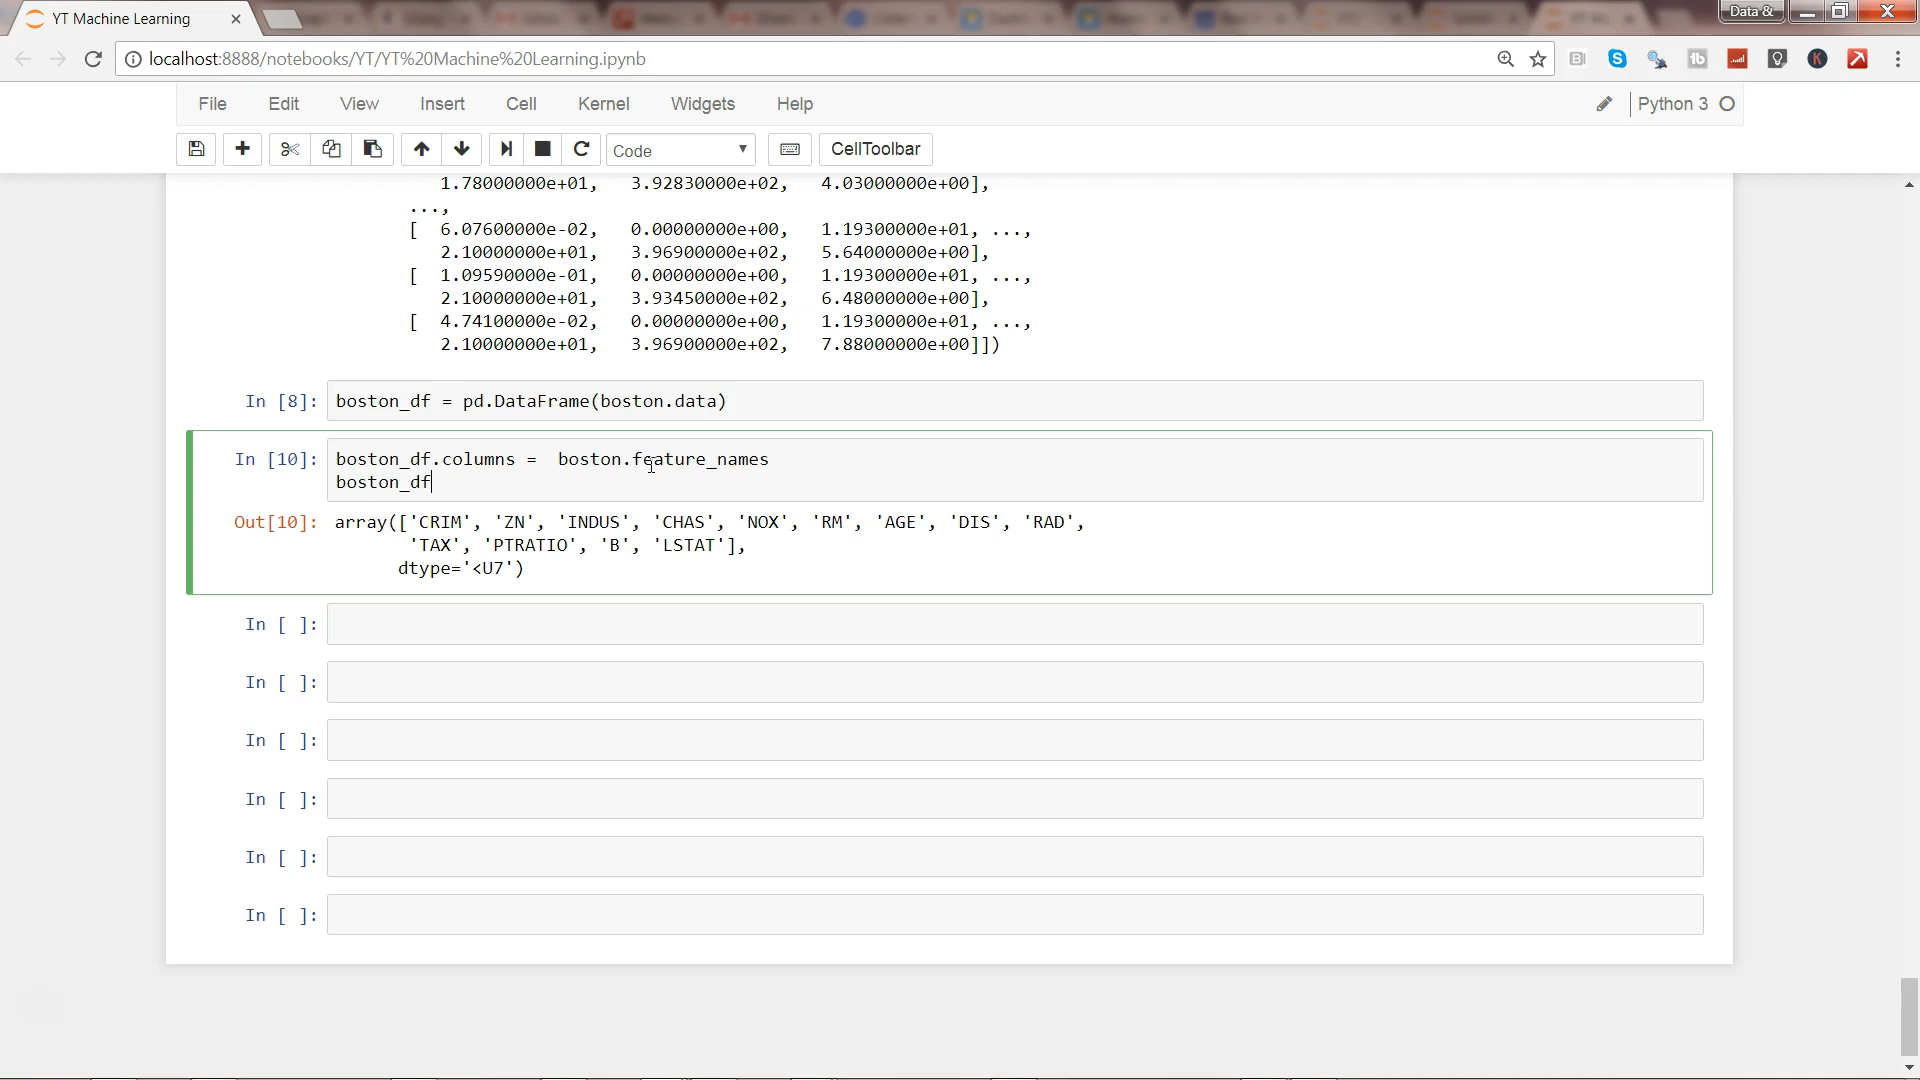 YT Machine Learning
Data &
localhost:8888/notebooks/YT/YT%20Machine%20Learning.ipynb
File Edit View Insert Cell Kernel Widgets Help
Python 3
Code
CellToolbar
1.78000000e+01, 3.92830000e+02, 4.03000000e+00],
...,
[ 6.07600000e-02, 0.00000000e+00, 1.19300000e+01, ...,
2.10000000e+01, 3.96900000e+02, 5.64000000e+00],
[ 1.09590000e-01, 0.00000000e+00, 1.19300000e+01, ...,
2.10000000e+01, 3.93450000e+02, 6.48000000e+00],
[ 4.74100000e-02, 0.00000000e+00, 1.19300000e+01, ...,
2.10000000e+01, 3.96900000e+02, 7.88000000e+00]])
In [8]: boston_df = pd.DataFrame(boston.data)
In [10]: boston_df.columns =  boston.feature_names
boston_df
Out[10]: array(['CRIM', 'ZN', 'INDUS', 'CHAS', 'NOX', 'RM', 'AGE', 'DIS', 'RAD',
'TAX', 'PTRATIO', 'B', 'LSTAT'],
dtype='<U7')
In [ ]:
In [ ]:
In [ ]:
In [ ]:
In [ ]:
In [ ]: